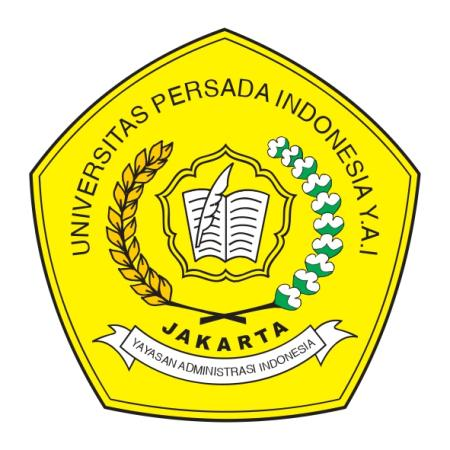 UNIVERSITAS PERSADA INDONESIA Y.A.I
JAKARTA
YAYASAN ADMINISTRASI INDONESIA